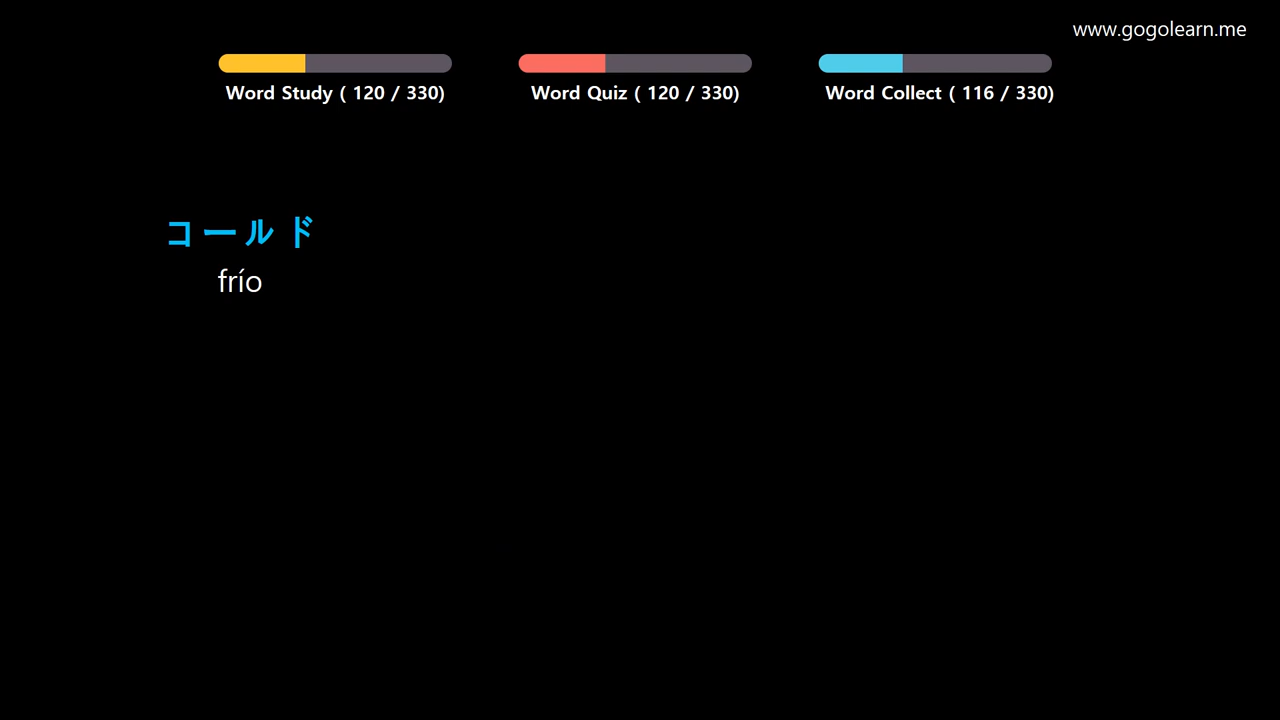 www.gogolearn.me
Word Study ( 120 / 330)
Word Quiz ( 120 / 330)
Word Collect ( 116 / 330)
コールド
frío